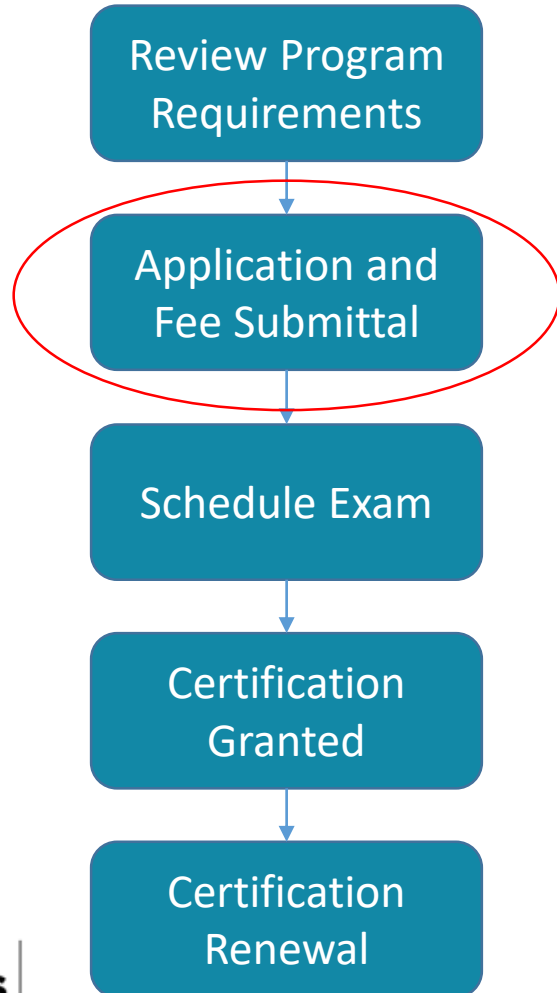 Review Program
Requirements
Application and
Fee Submittal
Schedule Exam
Certification
Granted
Certification
Renewal